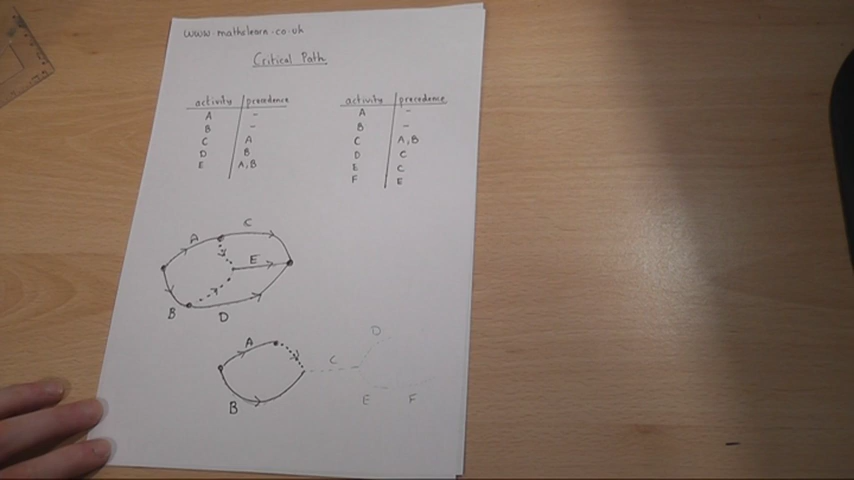 www.mathslearn.co.uk
Critical Path
activity precedence
A -
B -
C A
D B
E A,B
activity precedence
A -
B -
C A,B
D C
E C
F E
A C
E
B D
A
B
C
D
E F